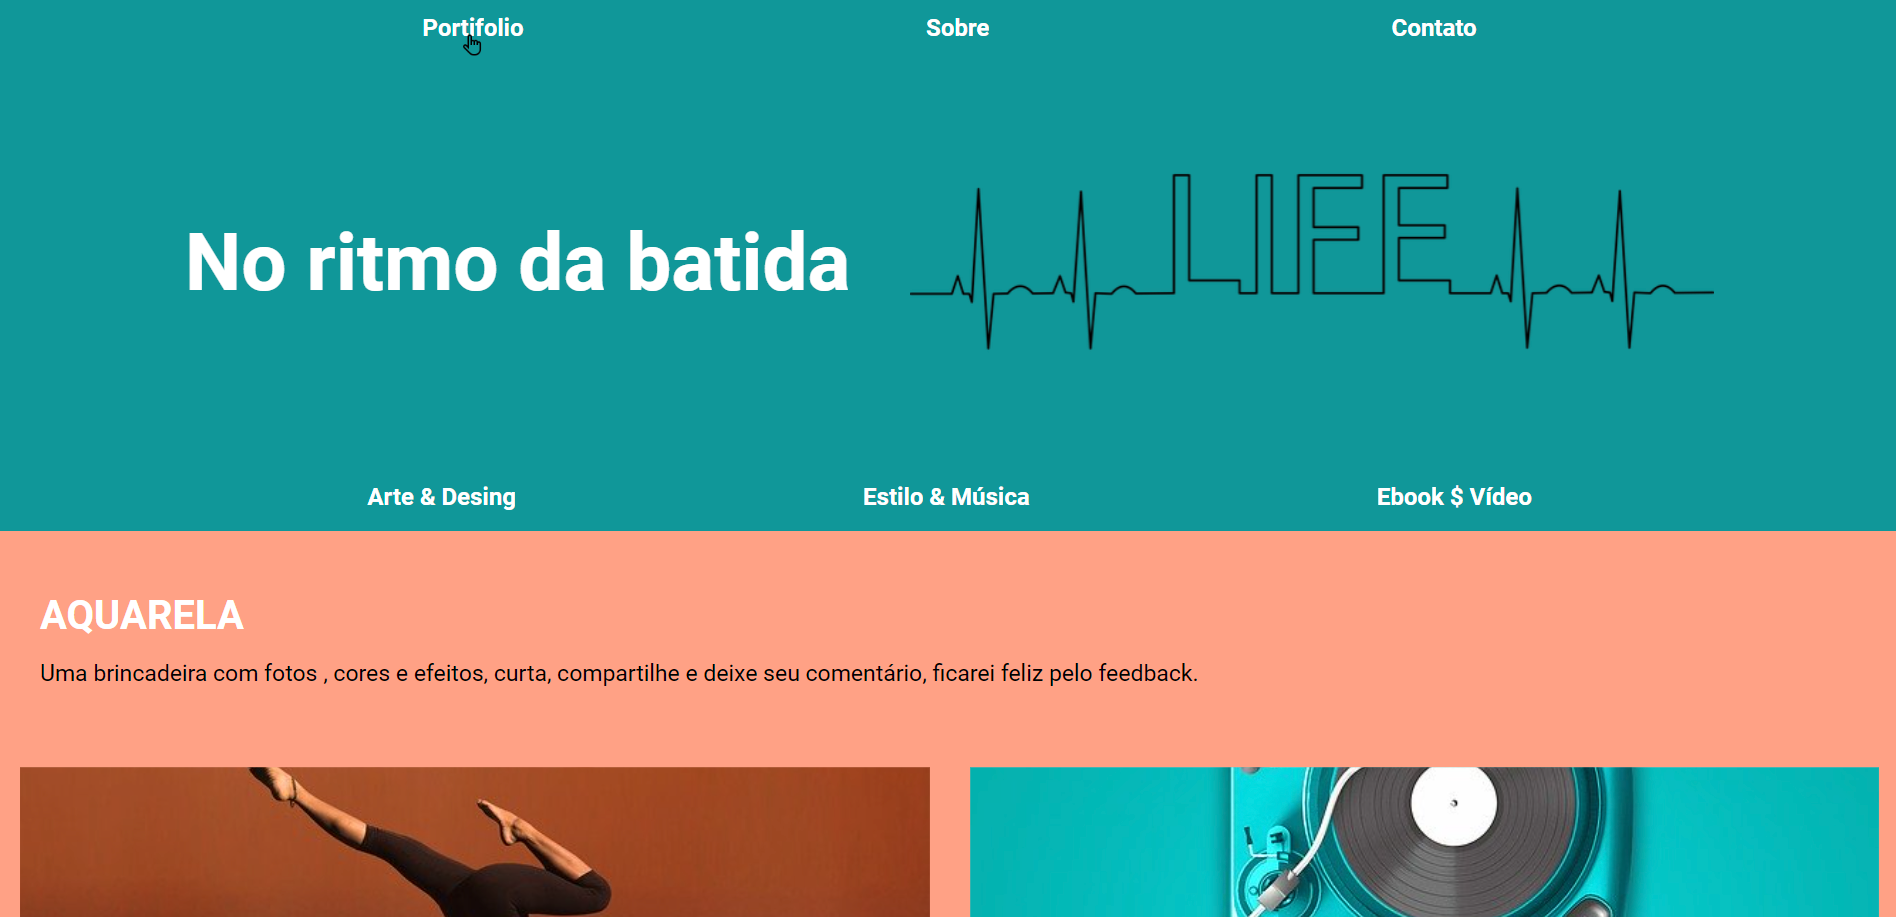 Portifolio Sobre Contato
No ritmo da batida LIFE
Arte & Desing Estilo & Música Ebook $ Vídeo
AQUARELA
Uma brincadeira com fotos , cores e efeitos, curta, compartilhe e deixe seu comentário, ficarei feliz pelo feedback.